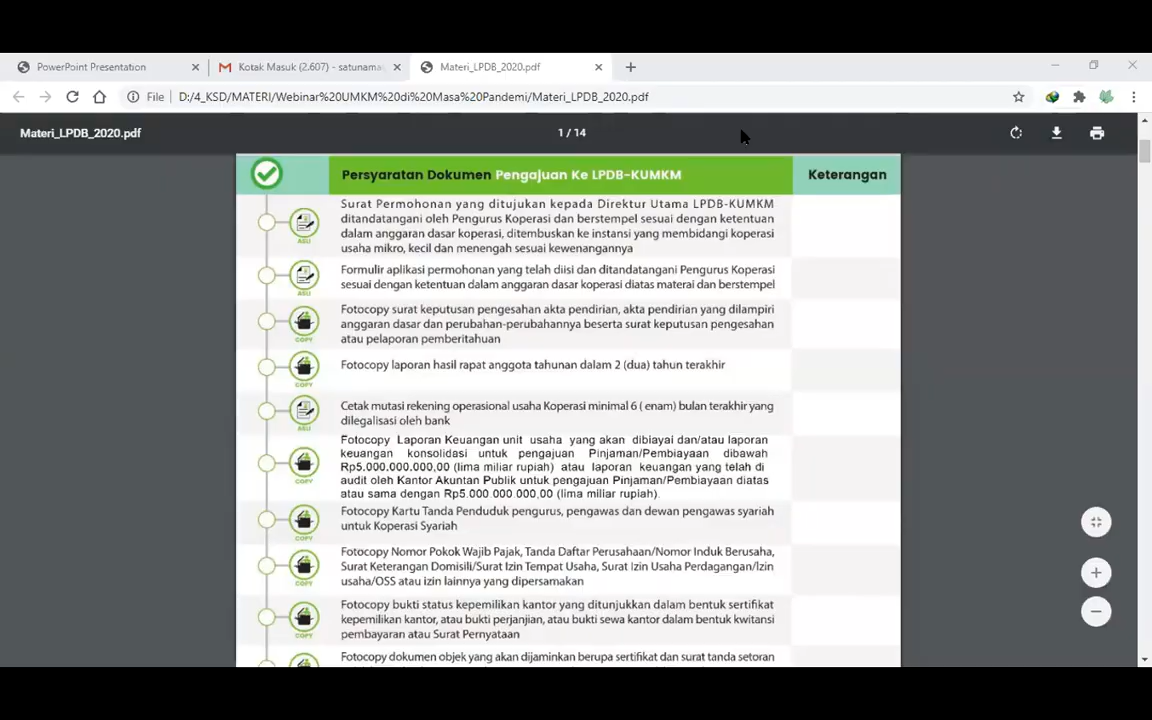 PowerPoint Presentation
Kotak Masuk (2.607) - satunama
Materi_LPDB_2020.pdf
File
D:/4_KSD/MATERI/Webinar%20UMKM%20di%20Masa%20Pandemi/Materi_LPDB_2020.pdf
Materi_LPDB_2020.pdf
1 / 14
Persyaratan Dokumen Pengajuan Ke LPDB-KUMKM
Keterangan
ASLI
Surat Permohonan yang ditujukan kepada Direktur Utama LPDB-KUMKM
ditandatangani oleh Pengurus Koperasi dan berstempel sesuai dengan ketentuan
dalam anggaran dasar koperasi, ditembuskan ke instansi yang membidangi koperasi
usaha mikro, kecil dan menengah sesuai kewenangannya
ASLI
Formulir aplikasi permohonan yang telah diisi dan ditandatangani Pengurus Koperasi
sesuai dengan ketentuan dalam anggaran dasar koperasi diatas materai dan berstempel
COPY
Fotocopy surat keputusan pengesahan akta pendirian, akta pendirian yang dilampiri
anggaran dasar dan perubahan-perubahannya beserta surat keputusan pengesahan
atau pelaporan pemberitahuan
COPY
Fotocopy laporan hasil rapat anggota tahunan dalam 2 (dua) tahun terakhir
ASLI
Cetak mutasi rekening operasional usaha Koperasi minimal 6 ( enam) bulan terakhir yang
dilegalisasi oleh bank
COPY
Fotocopy Laporan Keuangan unit usaha yang akan dibiayai dan/atau laporan
keuangan konsolidasi untuk pengajuan Pinjaman/Pembiayaan dibawah
Rp5.000.000.000,00 (lima miliar rupiah) atau laporan keuangan yang telah di
audit oleh Kantor Akuntan Publik untuk pengajuan Pinjaman/Pembiayaan diatas
atau sama dengan Rp5.000.000.000,00 (lima miliar rupiah).
COPY
Fotocopy Kartu Tanda Penduduk pengurus, pengawas dan dewan pengawas syariah
untuk Koperasi Syariah
COPY
Fotocopy Nomor Pokok Wajib Pajak, Tanda Daftar Perusahaan/Nomor Induk Berusaha,
Surat Keterangan Domisili/Surat Izin Tempat Usaha, Surat Izin Usaha Perdagangan/Izin
usaha/OSS atau izin lainnya yang dipersamakan
COPY
Fotocopy bukti status kepemilikan kantor yang ditunjukkan dalam bentuk sertifikat
kepemilikan kantor, atau bukti perjanjian, atau bukti sewa kantor dalam bentuk kwitansi
pembayaran atau Surat Pernyataan
Fotocopy dokumen objek yang akan dijaminkan berupa sertifikat dan surat tanda setoran